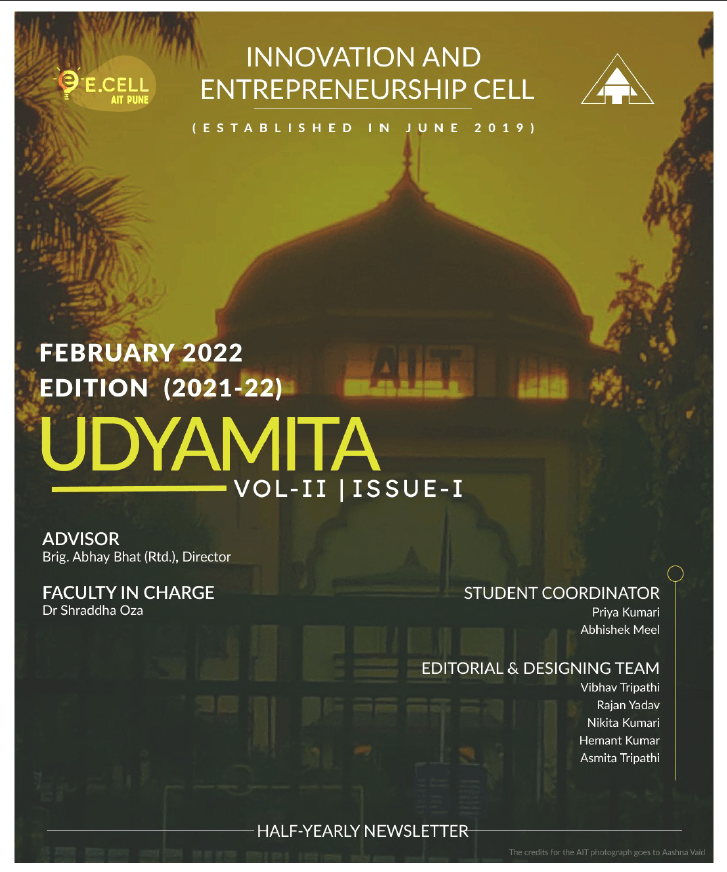 E.CELL
AIT PUNE
INNOVATION AND
ENTREPRENEURSHIP CELL
(ESTABLISHED IN JUNE 2019)
AIT
FEBRUARY 2022
EDITION (2021-22)
UDYAMITA
VOL-II | ISSUE-I
ADVISOR
Brig. Abhay Bhat (Rtd.), Director
FACULTY IN CHARGE
Dr Shraddha Oza
STUDENT COORDINATOR
Priya Kumari
Abhishek Meel
EDITORIAL & DESIGNING TEAM
Vibhav Tripathi
Rajan Yadav
Nikita Kumari
Hemant Kumar
Asmita Tripathi
HALF-YEARLY NEWSLETTER
The credits for the AIT photograph goes to Aashna Vaid